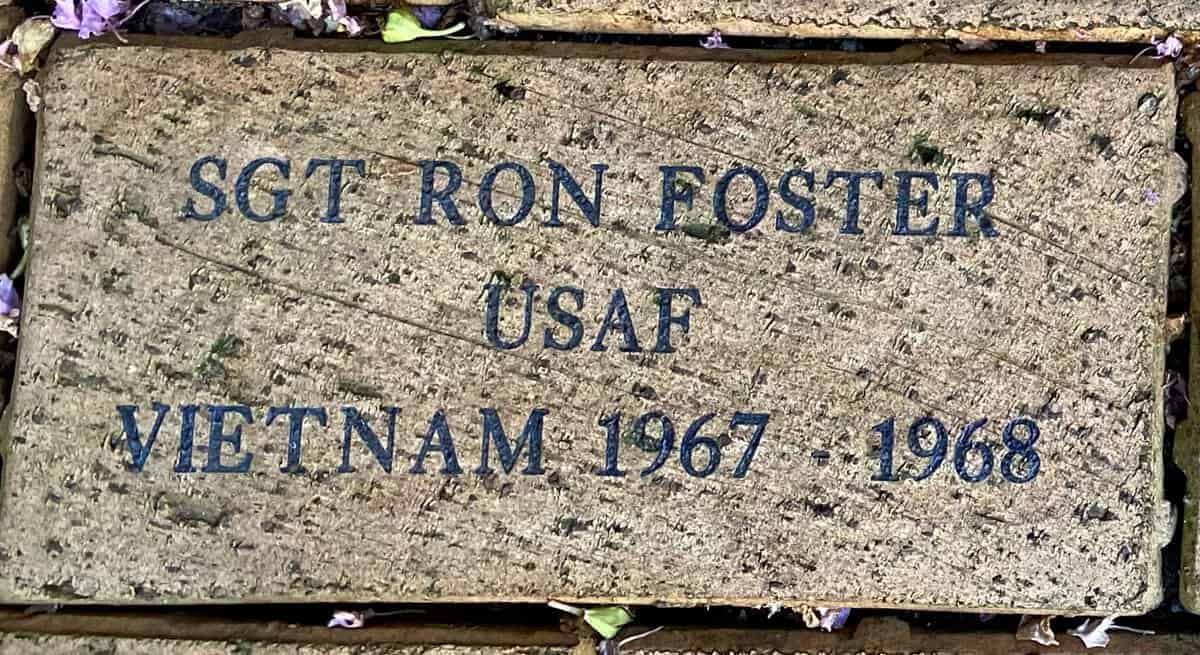 SGT RON FOSTER
USAF
VIETNAM 1967 - 1968